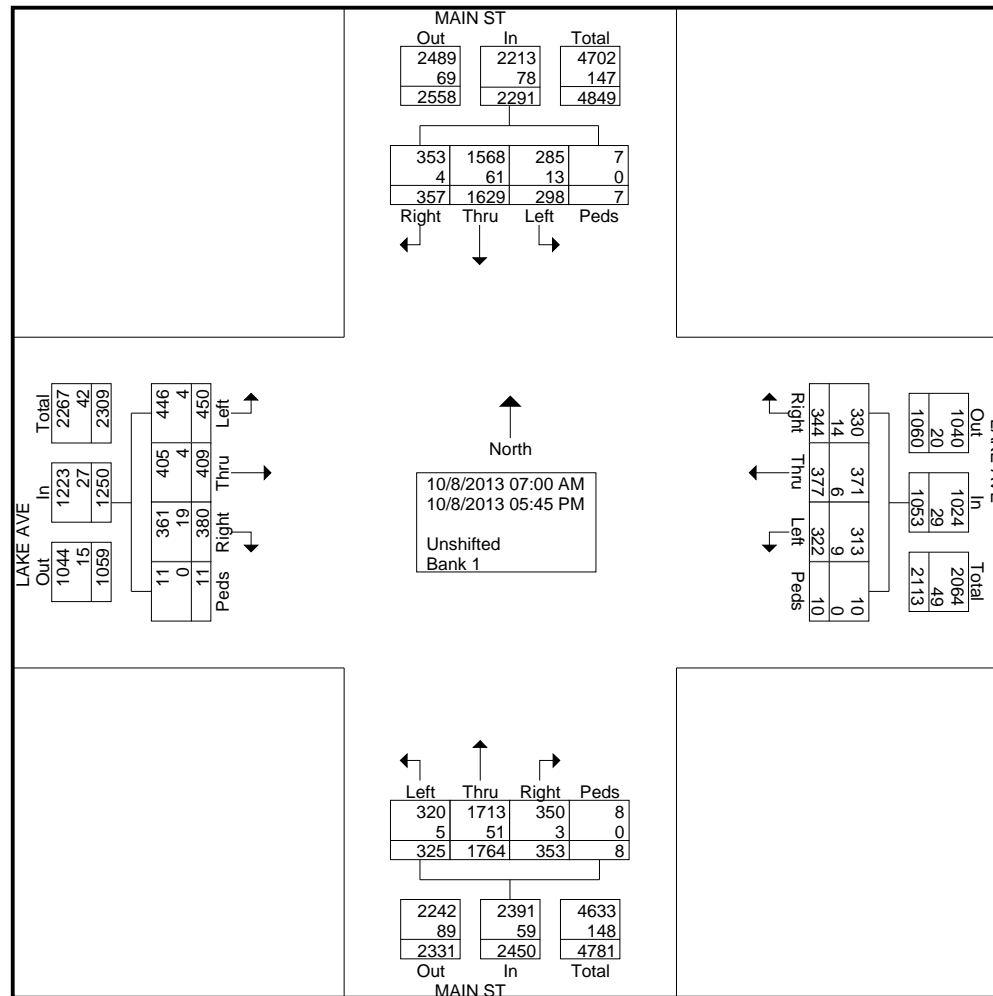 MAIN ST
Out In Total
2489 2213 4702
69 78 147
2558 2291 4849
353 1568 285 7
4 61 13 0
357 1629 298 7
Right Thru Left Peds
LAKE AVE
Total In Out
2267 1223 1044
42 27 15
2309 1250 1059
446 405 361 11
4 4 19 0
450 409 380 11
Left Thru Right Peds
North
10/8/2013 07:00 AM
10/8/2013 05:45 PM
Unshifted
Bank 1
Right Thru Left Peds
330 371 313 10
14 6 9 0
344 377 322 10
Out In Total
1040 1024 2064
20 29 49
1060 1053 2113
Left Thru Right Peds
320 1713 350 8
5 51 3 0
325 1764 353 8
2242 2391 4633
89 59 148
2331 2450 4781
Out In Total
MAIN ST